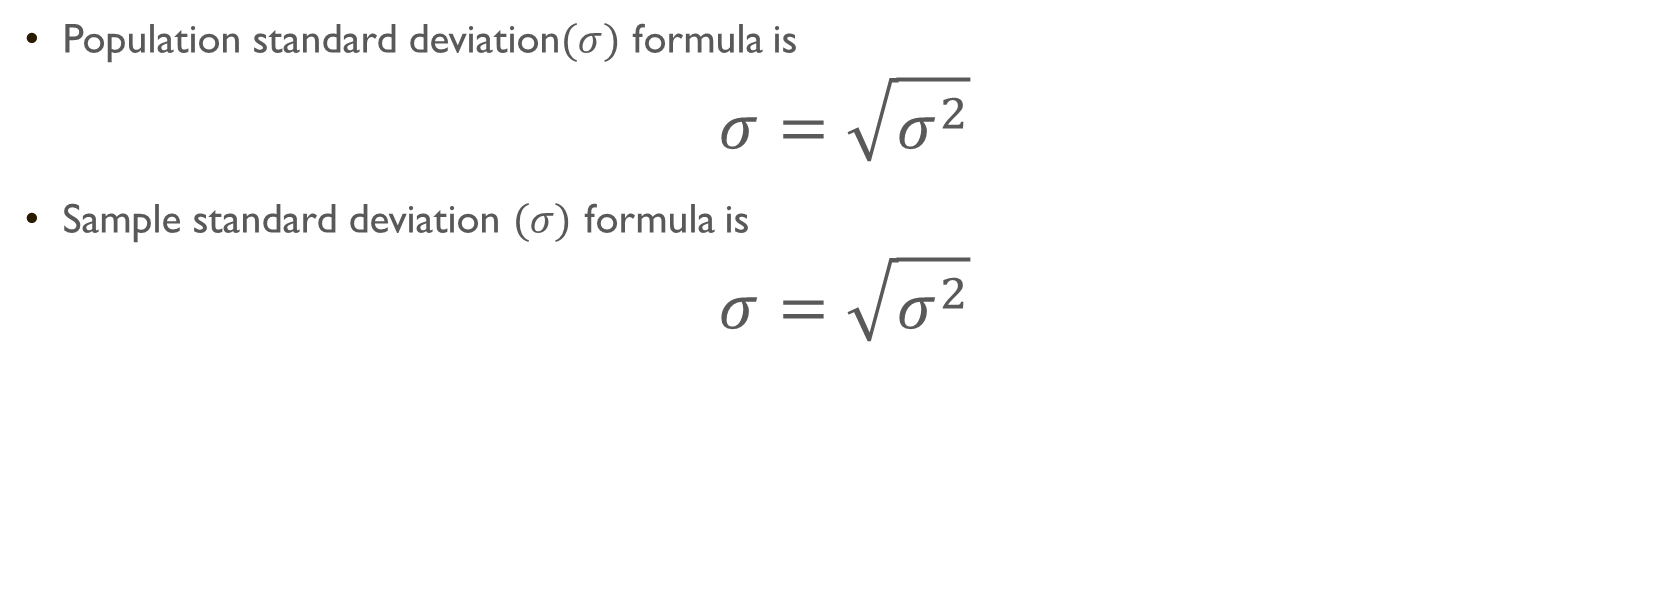 • Population standard deviation(𝜎) formula is
𝜎 = √𝜎²
• Sample standard deviation (𝜎) formula is
𝜎 = √𝜎²